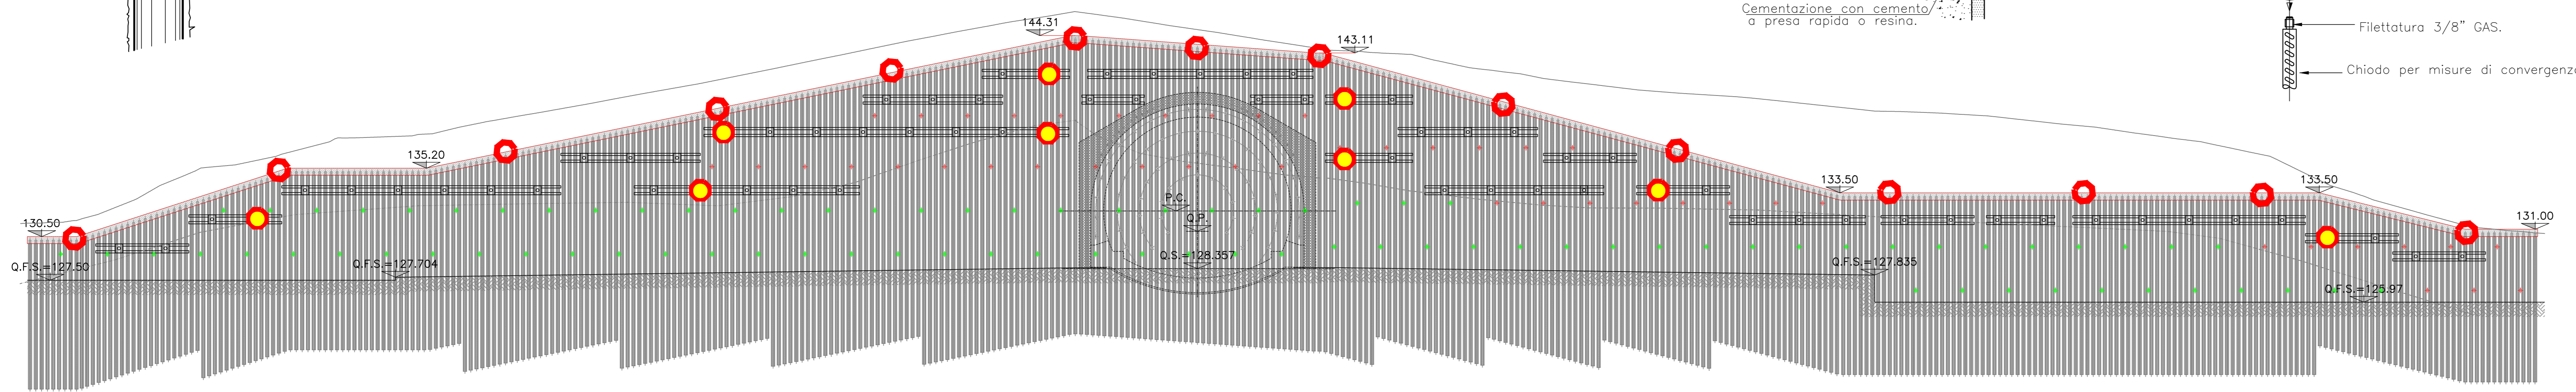 Cementazione con cemento
a presa rapida o resina.
Filettatura 3/8” GAS.
Chiodo per misure di convergenza
144.31
143.11
135.20
133.50
133.50
130.50
131.00
P.C.
Q.P.
Q.S.=128.357
Q.F.S.=127.50
Q.F.S.=127.704
Q.F.S.=127.835
Q.F.S.=125.97